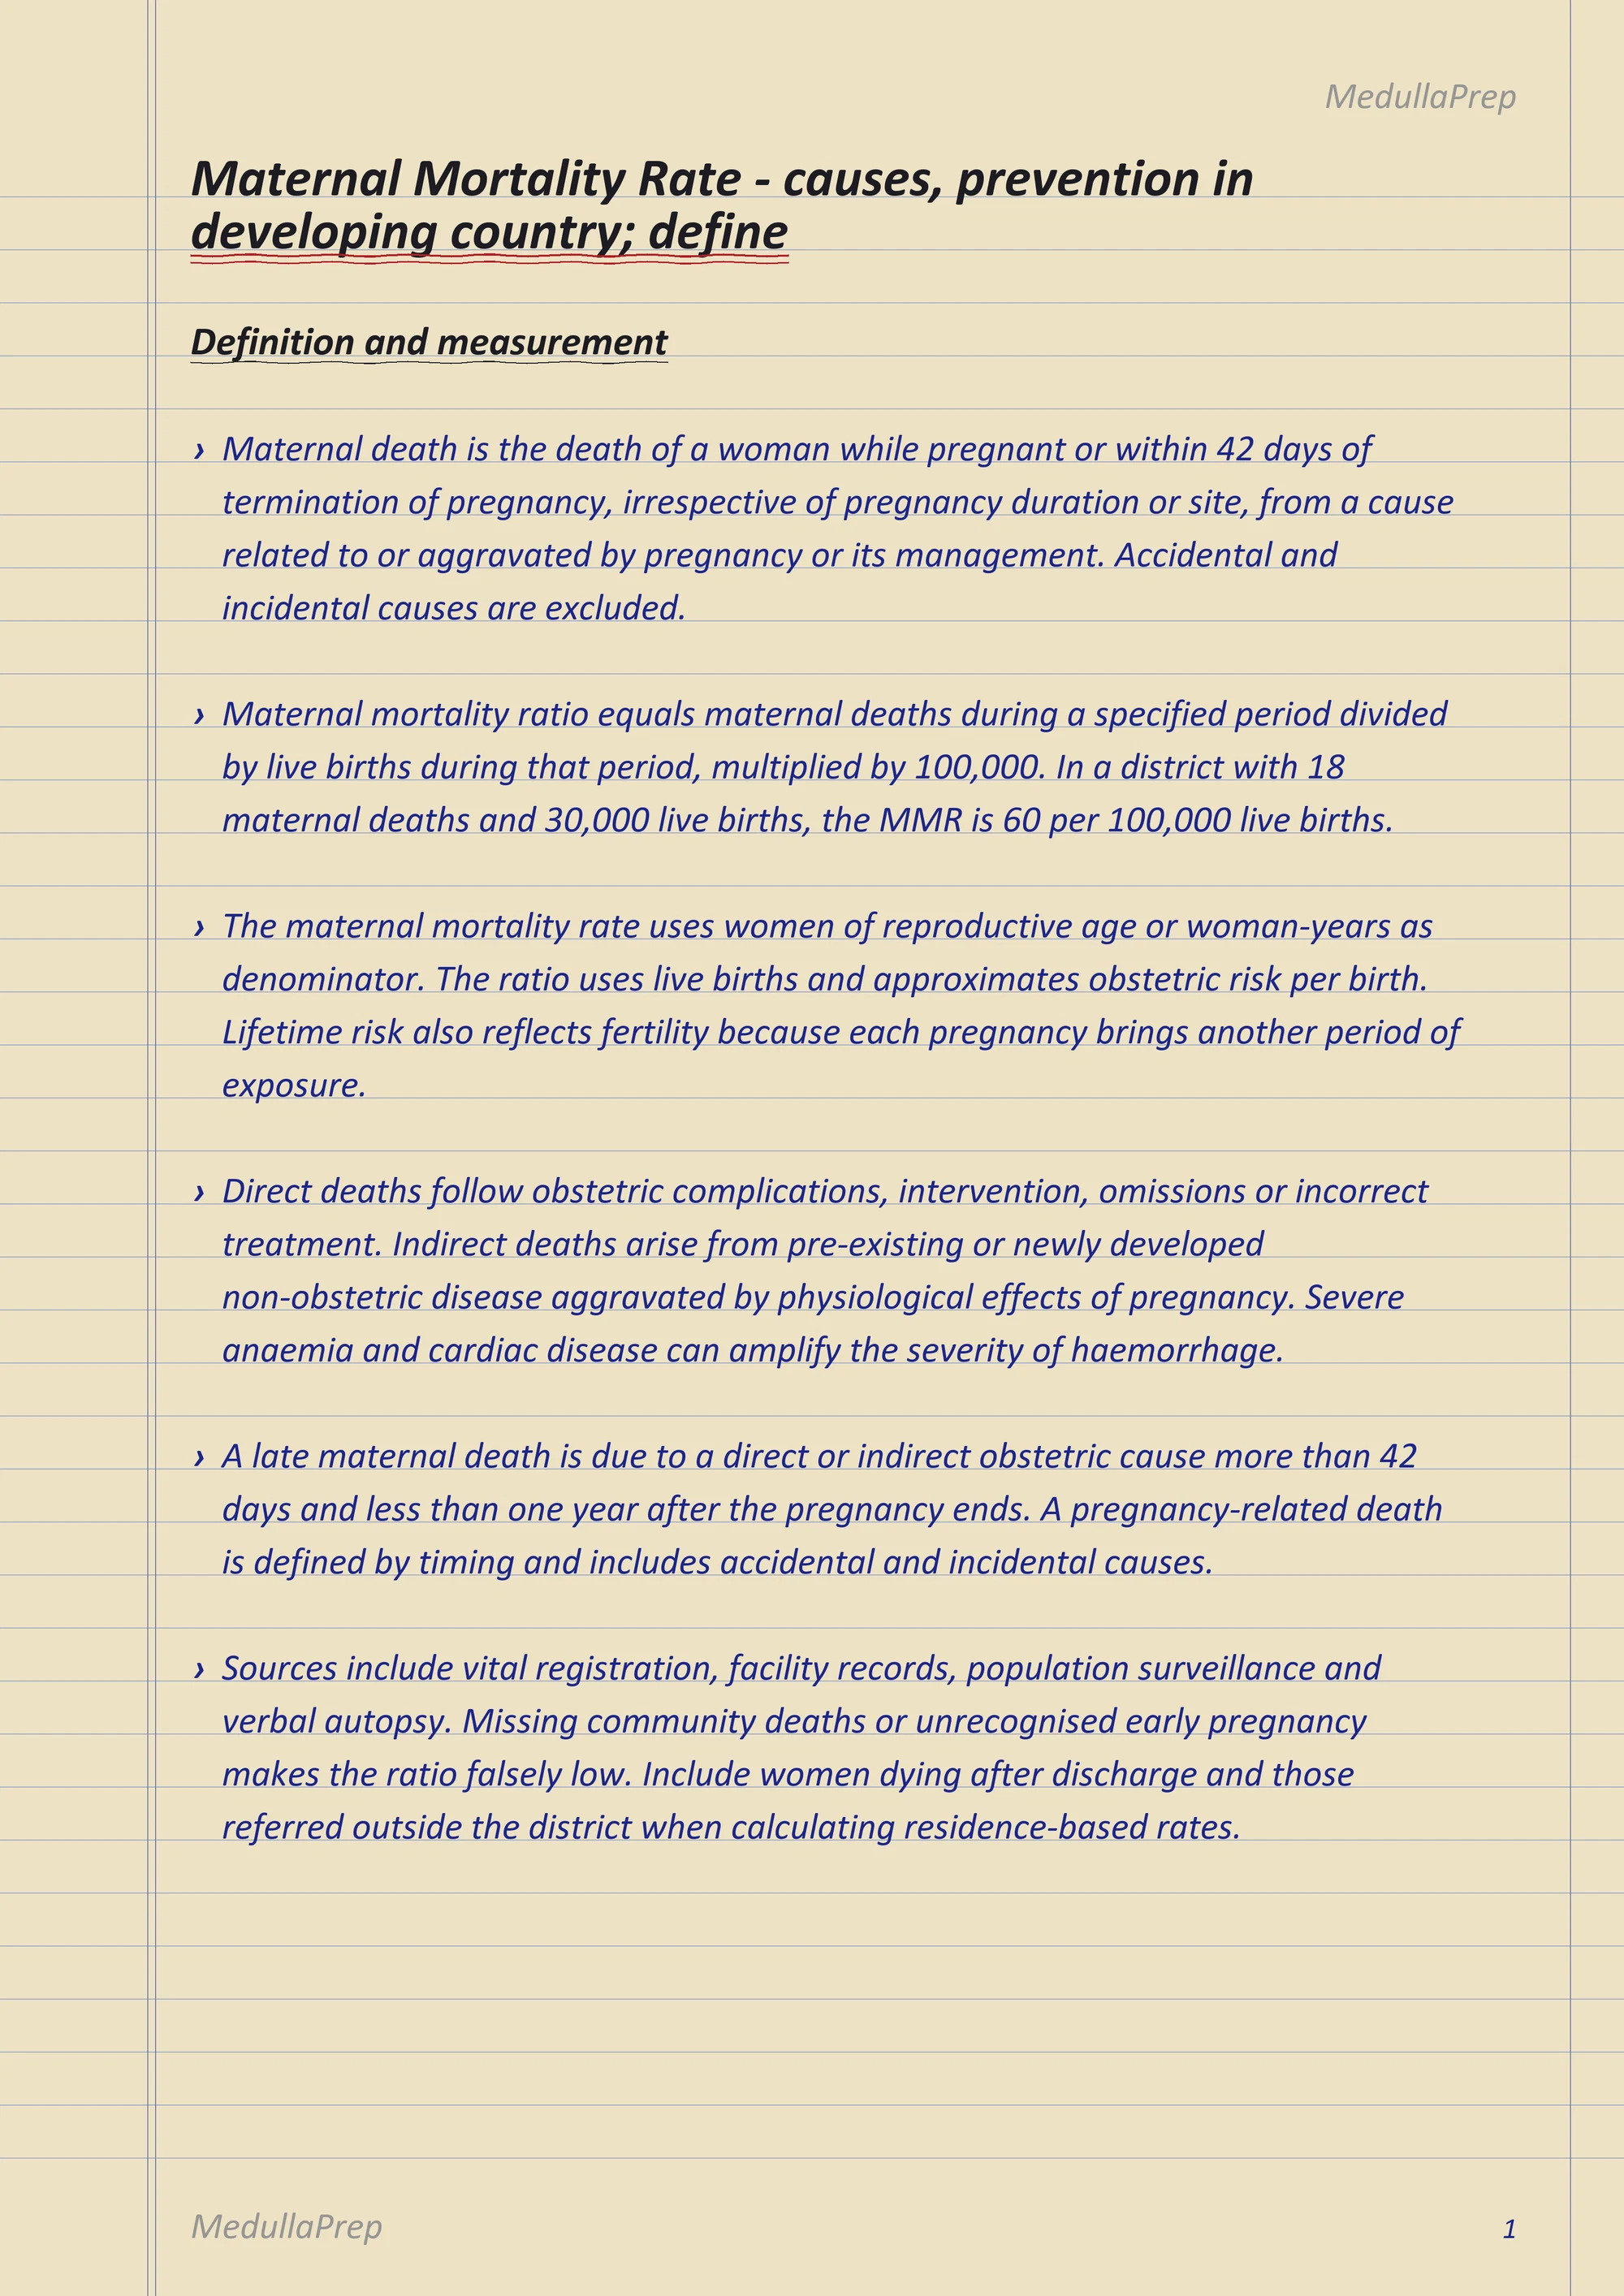 MedullaPrep
Maternal Mortality Rate - causes, prevention in
developing country; define
Definition and measurement
› Maternal death is the death of a woman while pregnant or within 42 days of
termination of pregnancy, irrespective of pregnancy duration or site, from a cause
related to or aggravated by pregnancy or its management. Accidental and
incidental causes are excluded.
› Maternal mortality ratio equals maternal deaths during a specified period divided
by live births during that period, multiplied by 100,000. In a district with 18
maternal deaths and 30,000 live births, the MMR is 60 per 100,000 live births.
› The maternal mortality rate uses women of reproductive age or woman-years as
denominator. The ratio uses live births and approximates obstetric risk per birth.
Lifetime risk also reflects fertility because each pregnancy brings another period of
exposure.
› Direct deaths follow obstetric complications, intervention, omissions or incorrect
treatment. Indirect deaths arise from pre-existing or newly developed
non-obstetric disease aggravated by physiological effects of pregnancy. Severe
anaemia and cardiac disease can amplify the severity of haemorrhage.
› A late maternal death is due to a direct or indirect obstetric cause more than 42
days and less than one year after the pregnancy ends. A pregnancy-related death
is defined by timing and includes accidental and incidental causes.
› Sources include vital registration, facility records, population surveillance and
verbal autopsy. Missing community deaths or unrecognised early pregnancy
makes the ratio falsely low. Include women dying after discharge and those
referred outside the district when calculating residence-based rates.
MedullaPrep
1